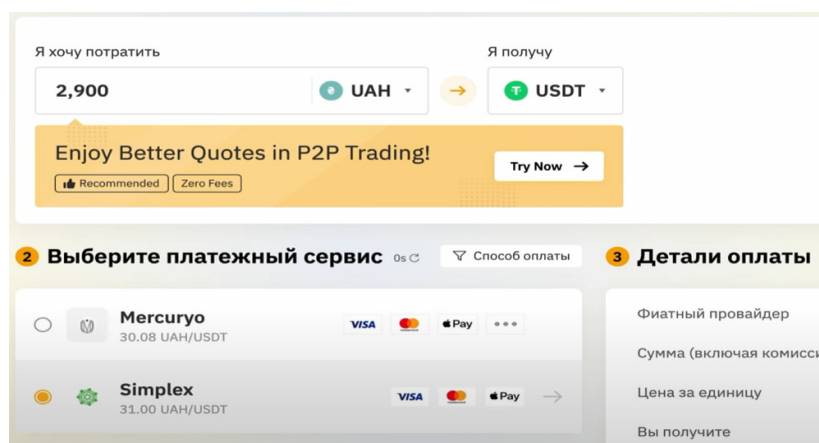 Я хочу потратить
Я получу
2,900
UAH
USDT
Enjoy Better Quotes in P2P Trading!
Recommended
Zero Fees
Try Now
2 Выберите платежный сервис 0s
Способ оплаты
3 Детали оплаты
Mercuryo
30.08 UAH/USDT
VISA
Pay
Simplex
31.00 UAH/USDT
VISA
Pay
Фиатный провайдер
Сумма (включая комисси
Цена за единицу
Вы получите